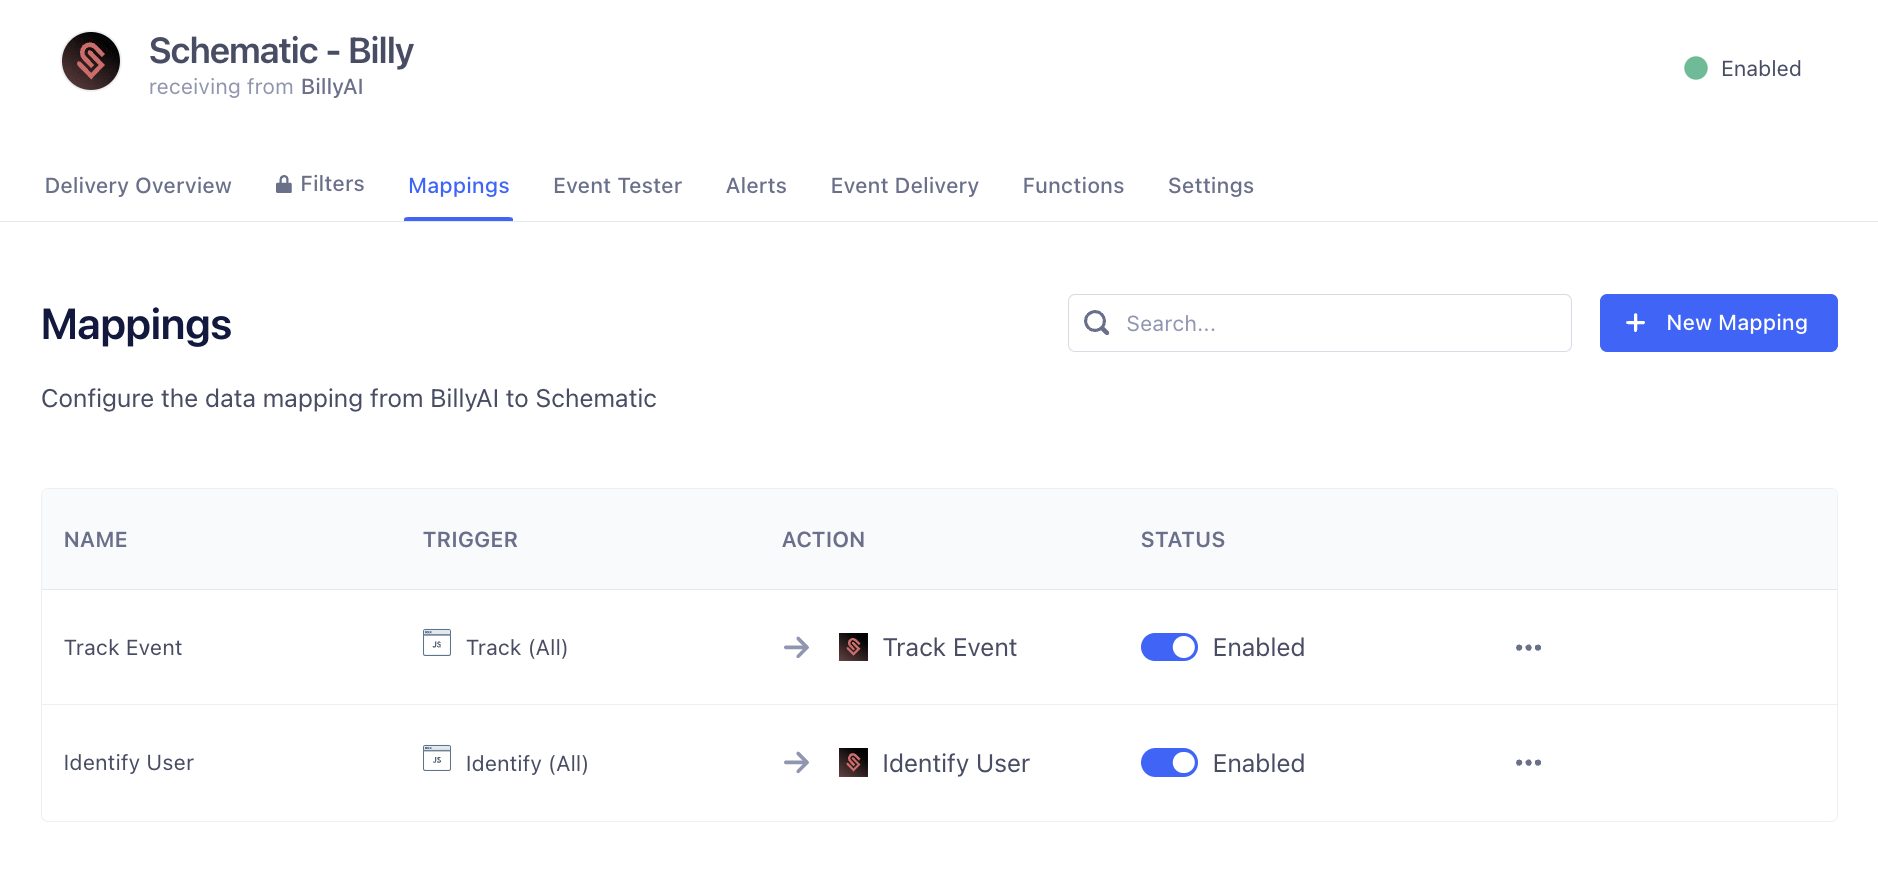 Schematic - Billy
receiving from BillyAI
Enabled
Delivery Overview Filters Mappings Event Tester Alerts Event Delivery Functions Settings
Mappings
Search...
+ New Mapping
Configure the data mapping from BillyAI to Schematic
NAME TRIGGER ACTION STATUS
Track Event JS Track (All) Track Event Enabled
Identify User JS Identify (All) Identify User Enabled